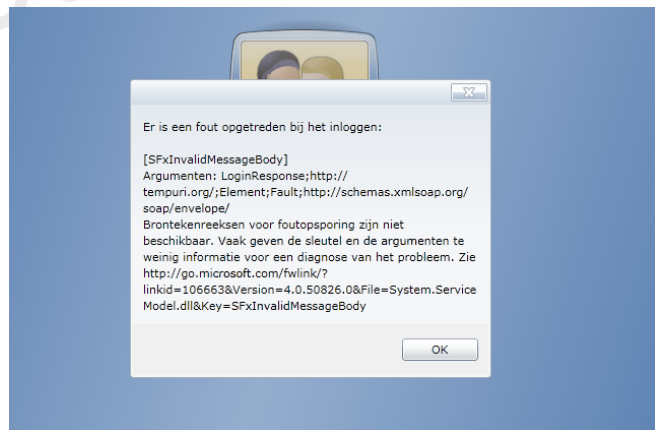 Er is een fout opgetreden bij het inloggen:
[SFxInvalidMessageBody]
Argumenten: LoginResponse;http://
tempuri.org/;Element;Fault;http://schemas.xmlsoap.org/
soap/envelope/
Brontekenreeksen voor foutopsporing zijn niet
beschikbaar. Vaak geven de sleutel en de argumenten te
weinig informatie voor een diagnose van het probleem. Zie
http://go.microsoft.com/fwlink/?
linkid=106663&Version=4.0.50826.0&File=System.Service
Model.dll&Key=SFxInvalidMessageBody
OK